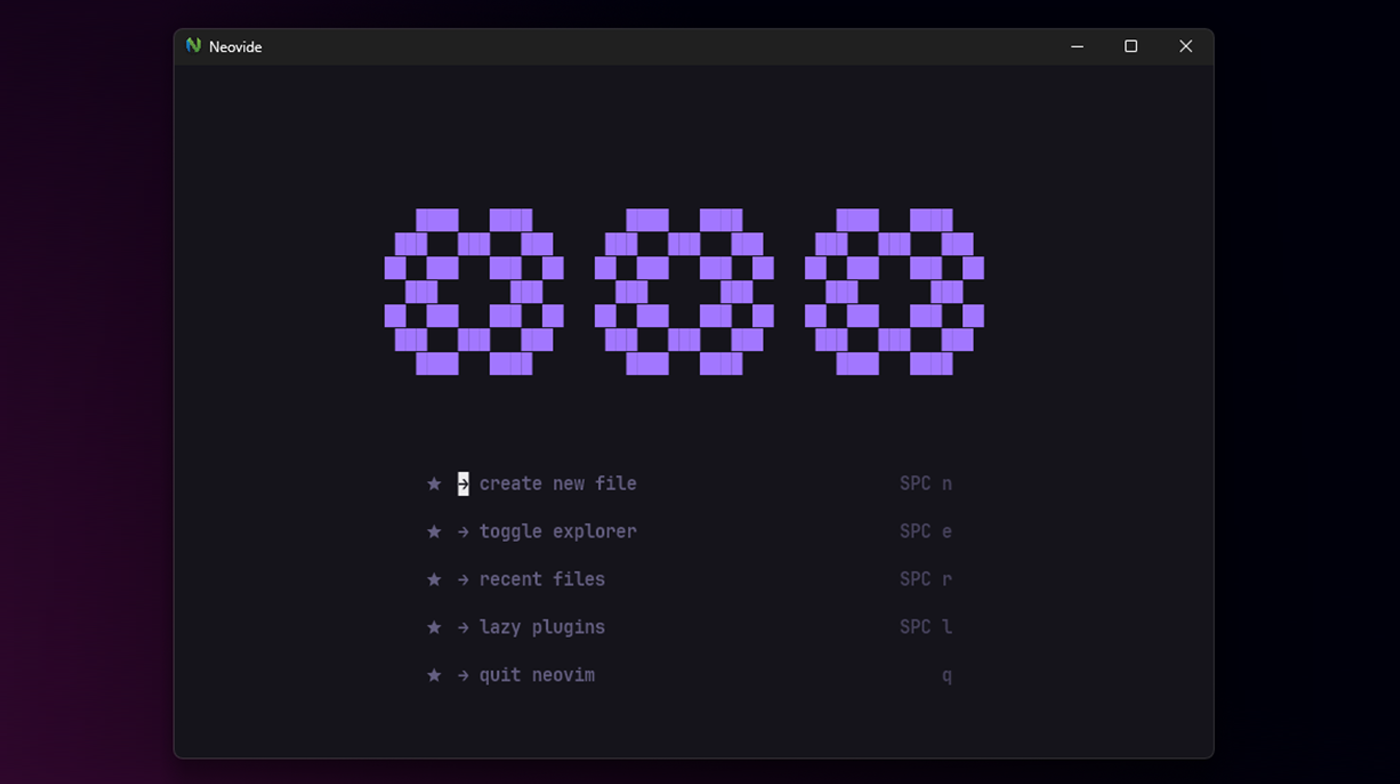 Neovide
★ → create new file SPC n
★ → toggle explorer SPC e
★ → recent files SPC r
★ → lazy plugins SPC l
★ → quit neovim q